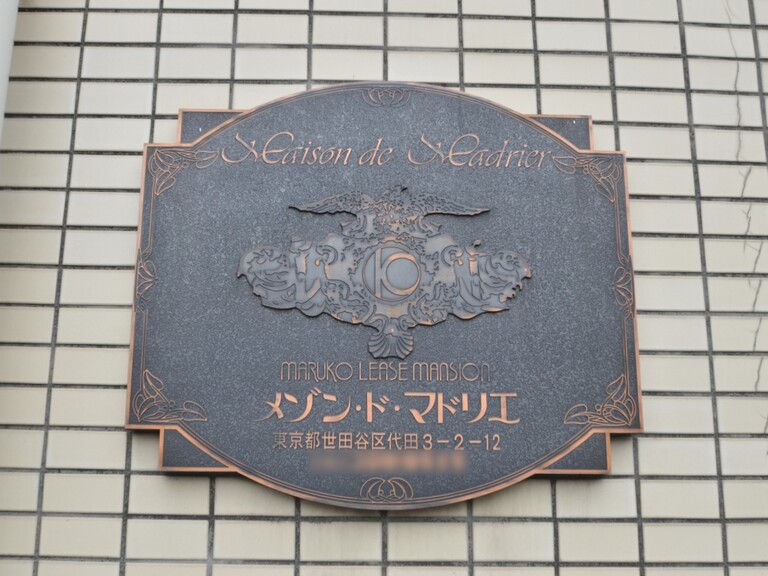 Maison de Madrier
MARUKO LEASE MANSION
メゾン・ド・マドリエ
東京都世田谷区代田3-2-12